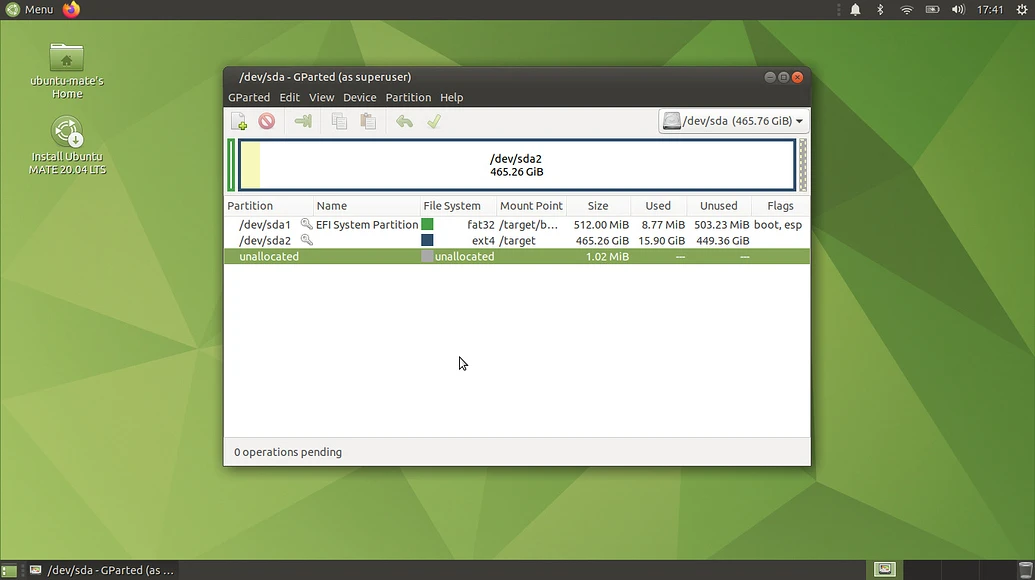 Menu
17:41
ubuntu-mate's
Home
Install Ubuntu
MATE 20.04 LTS
/dev/sda - GParted (as superuser)
GParted Edit View Device Partition Help
/dev/sda (465.76 GiB)
/dev/sda2
465.26 GiB
Partition Name File System Mount Point Size Used Unused Flags
/dev/sda1 EFI System Partition fat32 /target/b... 512.00 MiB 8.77 MiB 503.23 MiB boot, esp
/dev/sda2 ext4 /target 465.26 GiB 15.90 GiB 449.36 GiB
unallocated unallocated 1.02 MiB --- ---
0 operations pending
/dev/sda - GParted (as ...